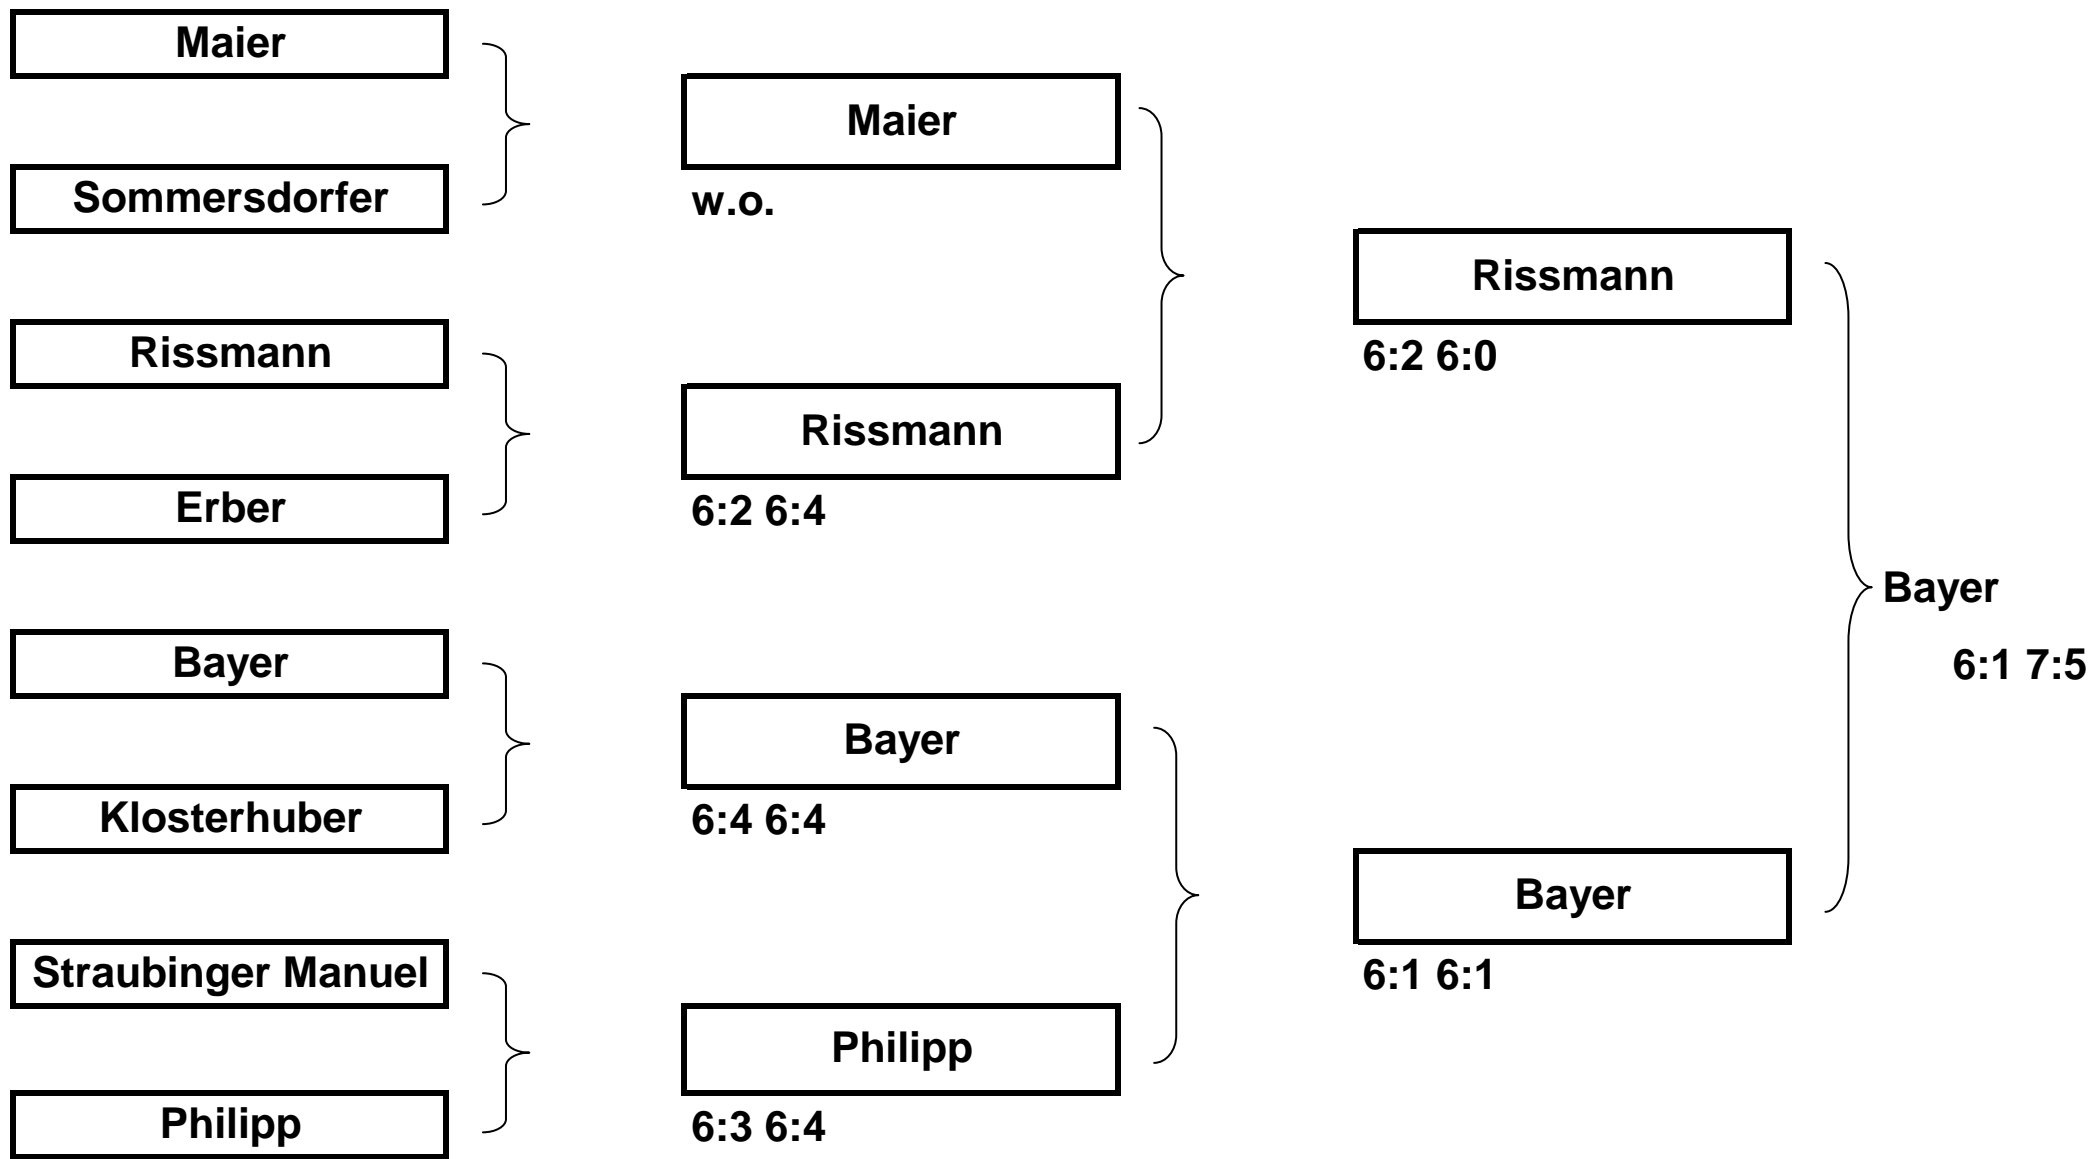 Maier
Sommersdorfer
Rissmann
Erber
Bayer
Klosterhuber
Straubinger Manuel
Philipp
Maier
w.o.
Rissmann
6:2 6:4
Bayer
6:4 6:4
Philipp
6:3 6:4
Rissmann
6:2 6:0
Bayer
6:1 6:1
Bayer
6:1 7:5